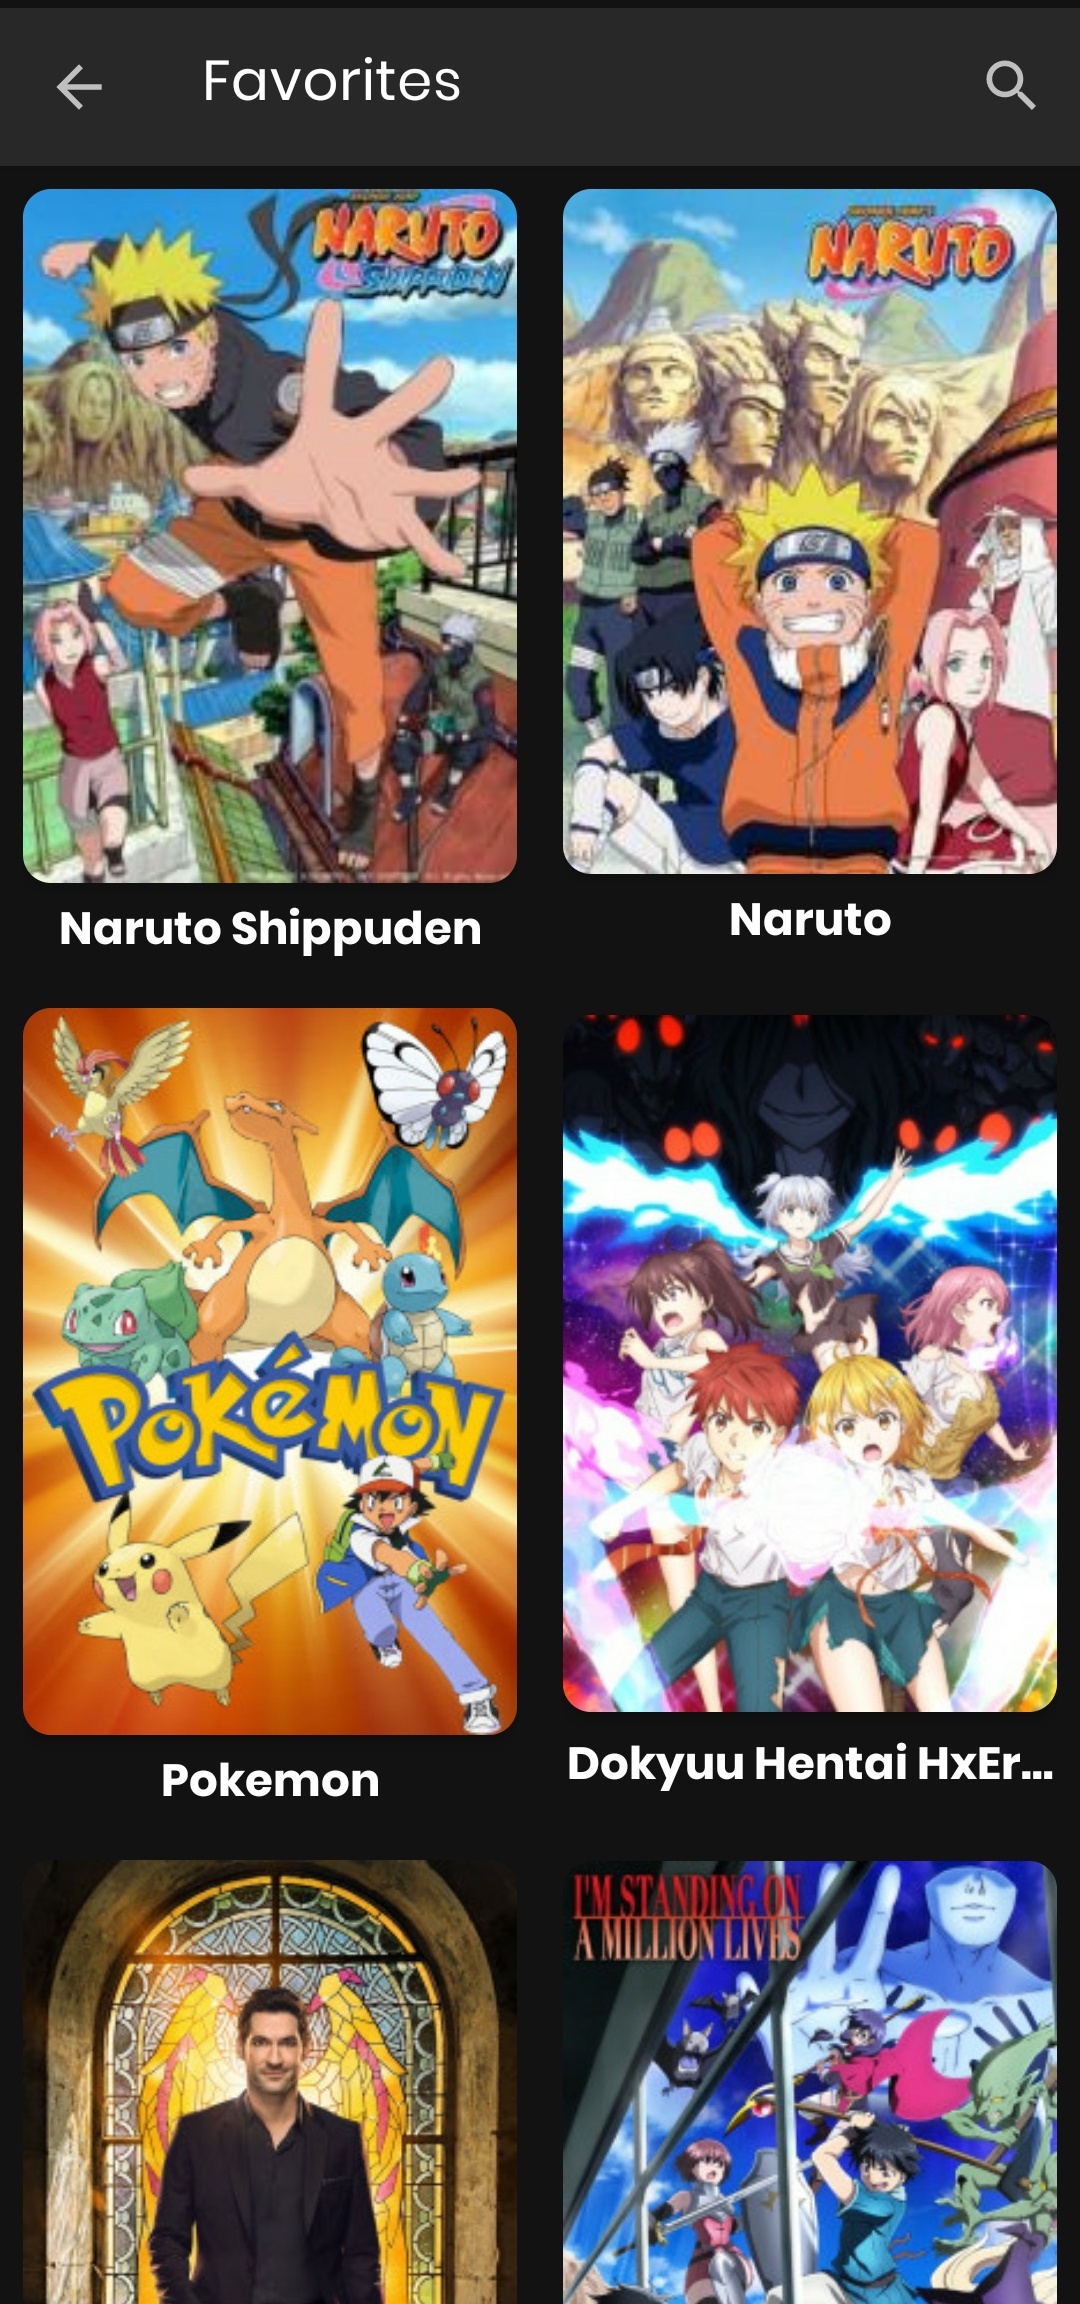 Favorites
NARUTO
SHIPPUDEN
NARUTO
Naruto Shippuden
Naruto
POKéMON
Pokemon
Dokyuu Hentai HxEr...
I'M STANDING ON
A MILLION LIVES